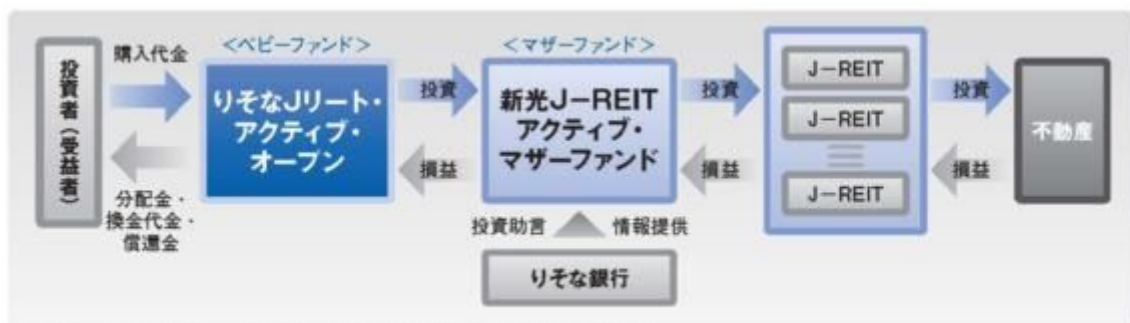 投資者（受益者）
購入代金
分配金・
換金代金・
償還金
＜ベビーファンド＞
りそなJリート・
アクティブ・
オープン
投資
損益
＜マザーファンド＞
新光J-REIT
アクティブ・
マザーファンド
投資助言
情報提供
りそな銀行
投資
損益
J-REIT
J-REIT
J-REIT
投資
損益
不動産